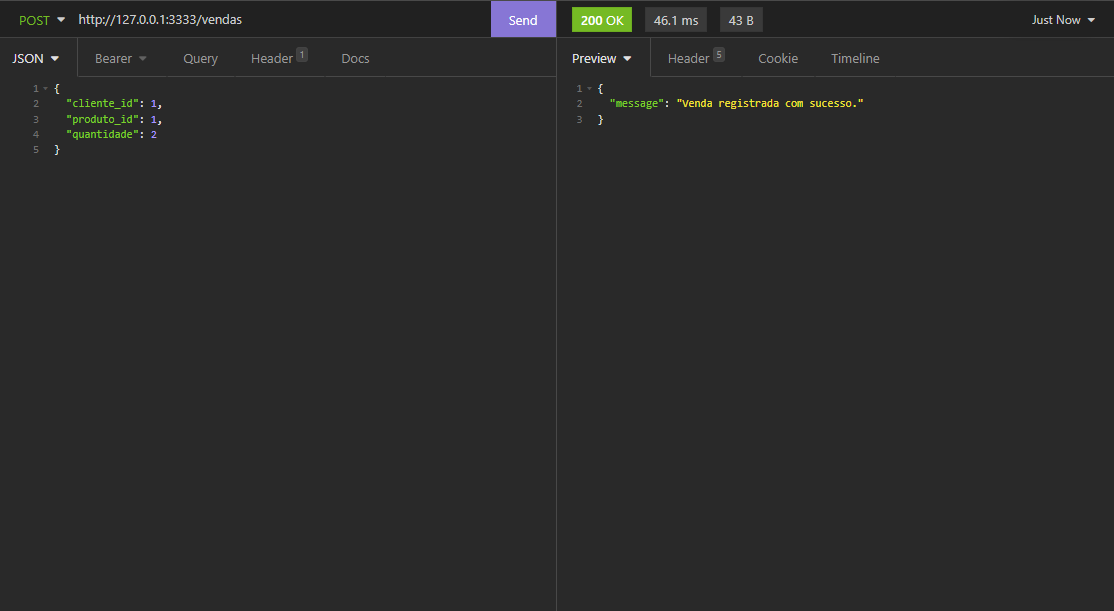 POST http://127.0.0.1:3333/vendas Send 200 OK 46.1 ms 43 B Just Now
JSON Bearer Query Header 1 Docs Preview Header 5 Cookie Timeline
1 {
2 "cliente_id": 1,
3 "produto_id": 1,
4 "quantidade": 2
5 }
1 {
2 "message": "Venda registrada com sucesso."
3 }